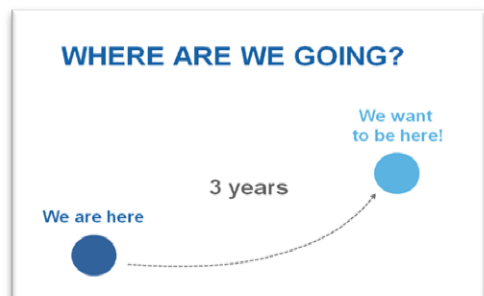 WHERE ARE WE GOING?
We want
to be here!
3 years
We are here